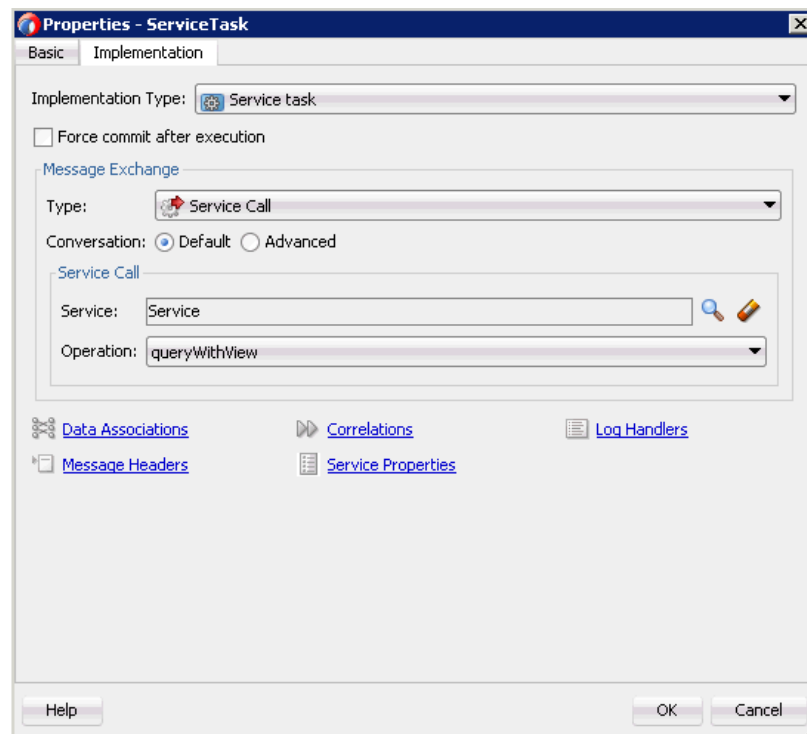 Properties - ServiceTask
Basic Implementation
Implementation Type: Service task
Force commit after execution
Message Exchange
Type: Service Call
Conversation: Default Advanced
Service Call
Service: Service
Operation: queryWithView
Data Associations Correlations Log Handlers
Message Headers Service Properties
Help OK Cancel